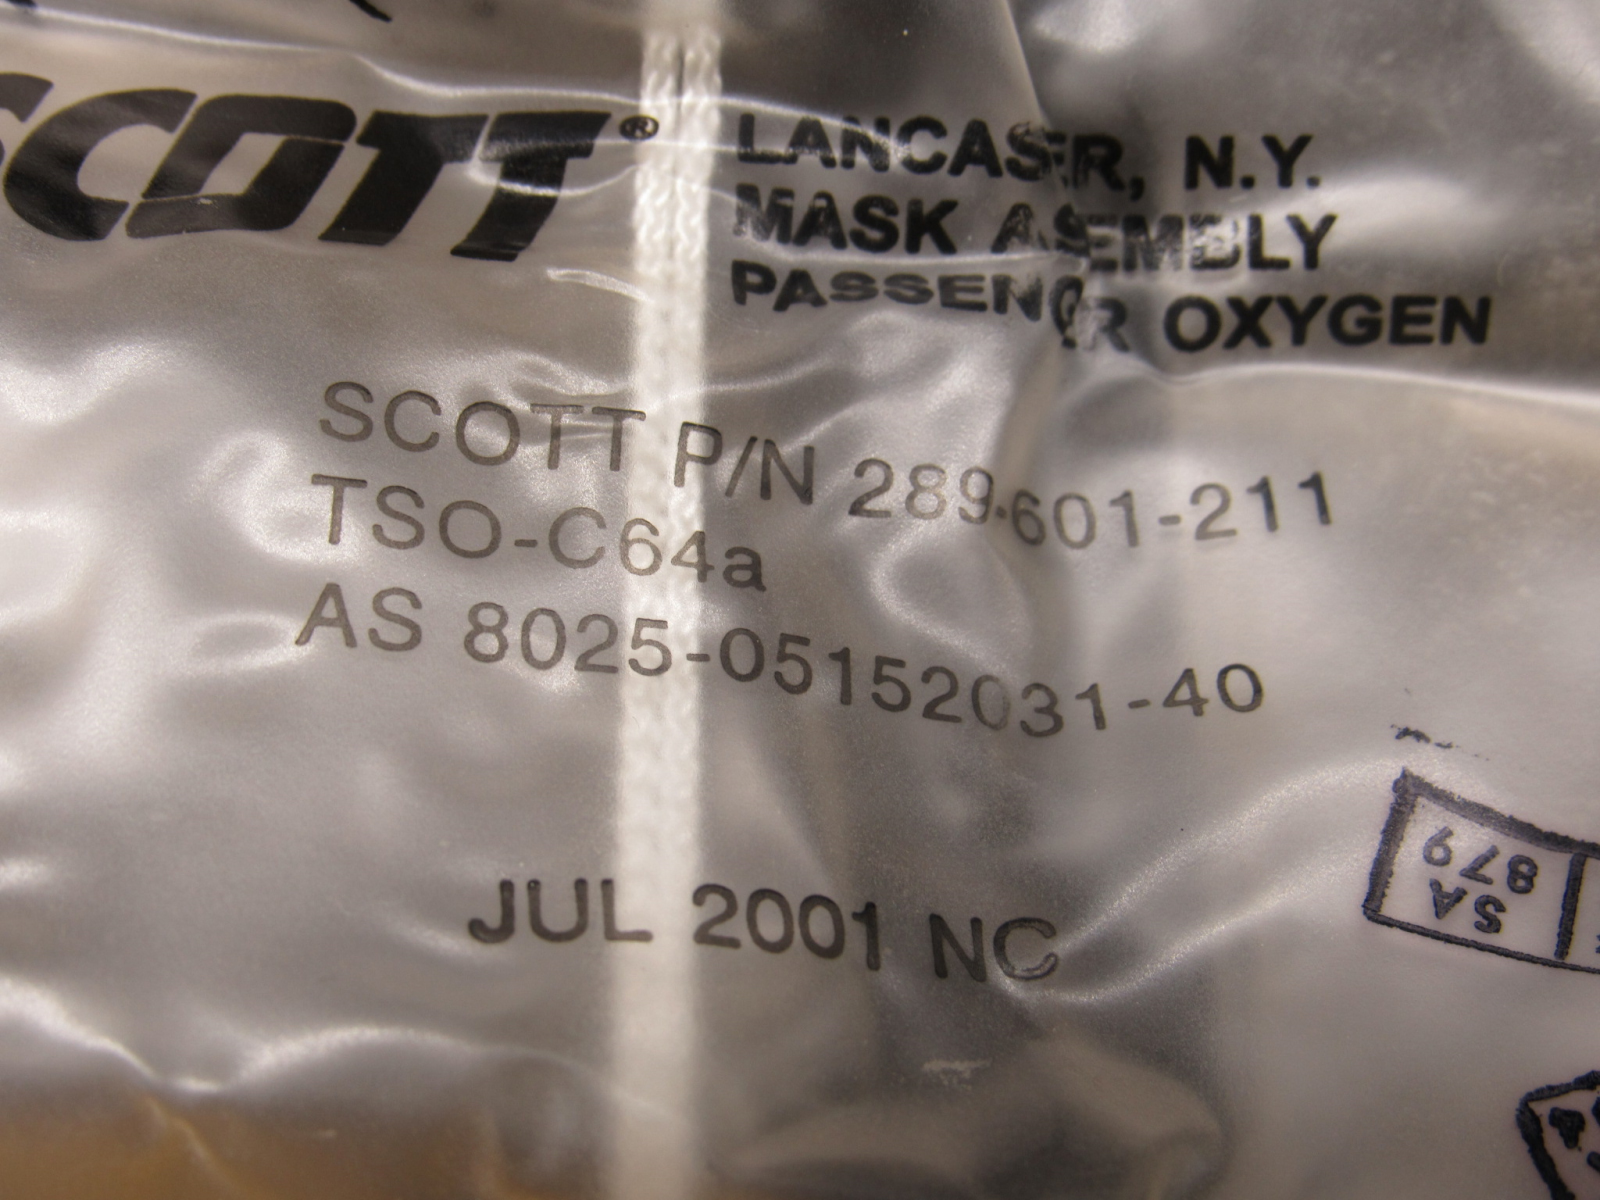 SCOTT®
LANCASER, N.Y.
MASK ASEMBLY
PASSENGR OXYGEN
SCOTT P/N 289-601-211
TSO-C64a
AS 8025-05152031-40
JUL 2001 NC
SA
879